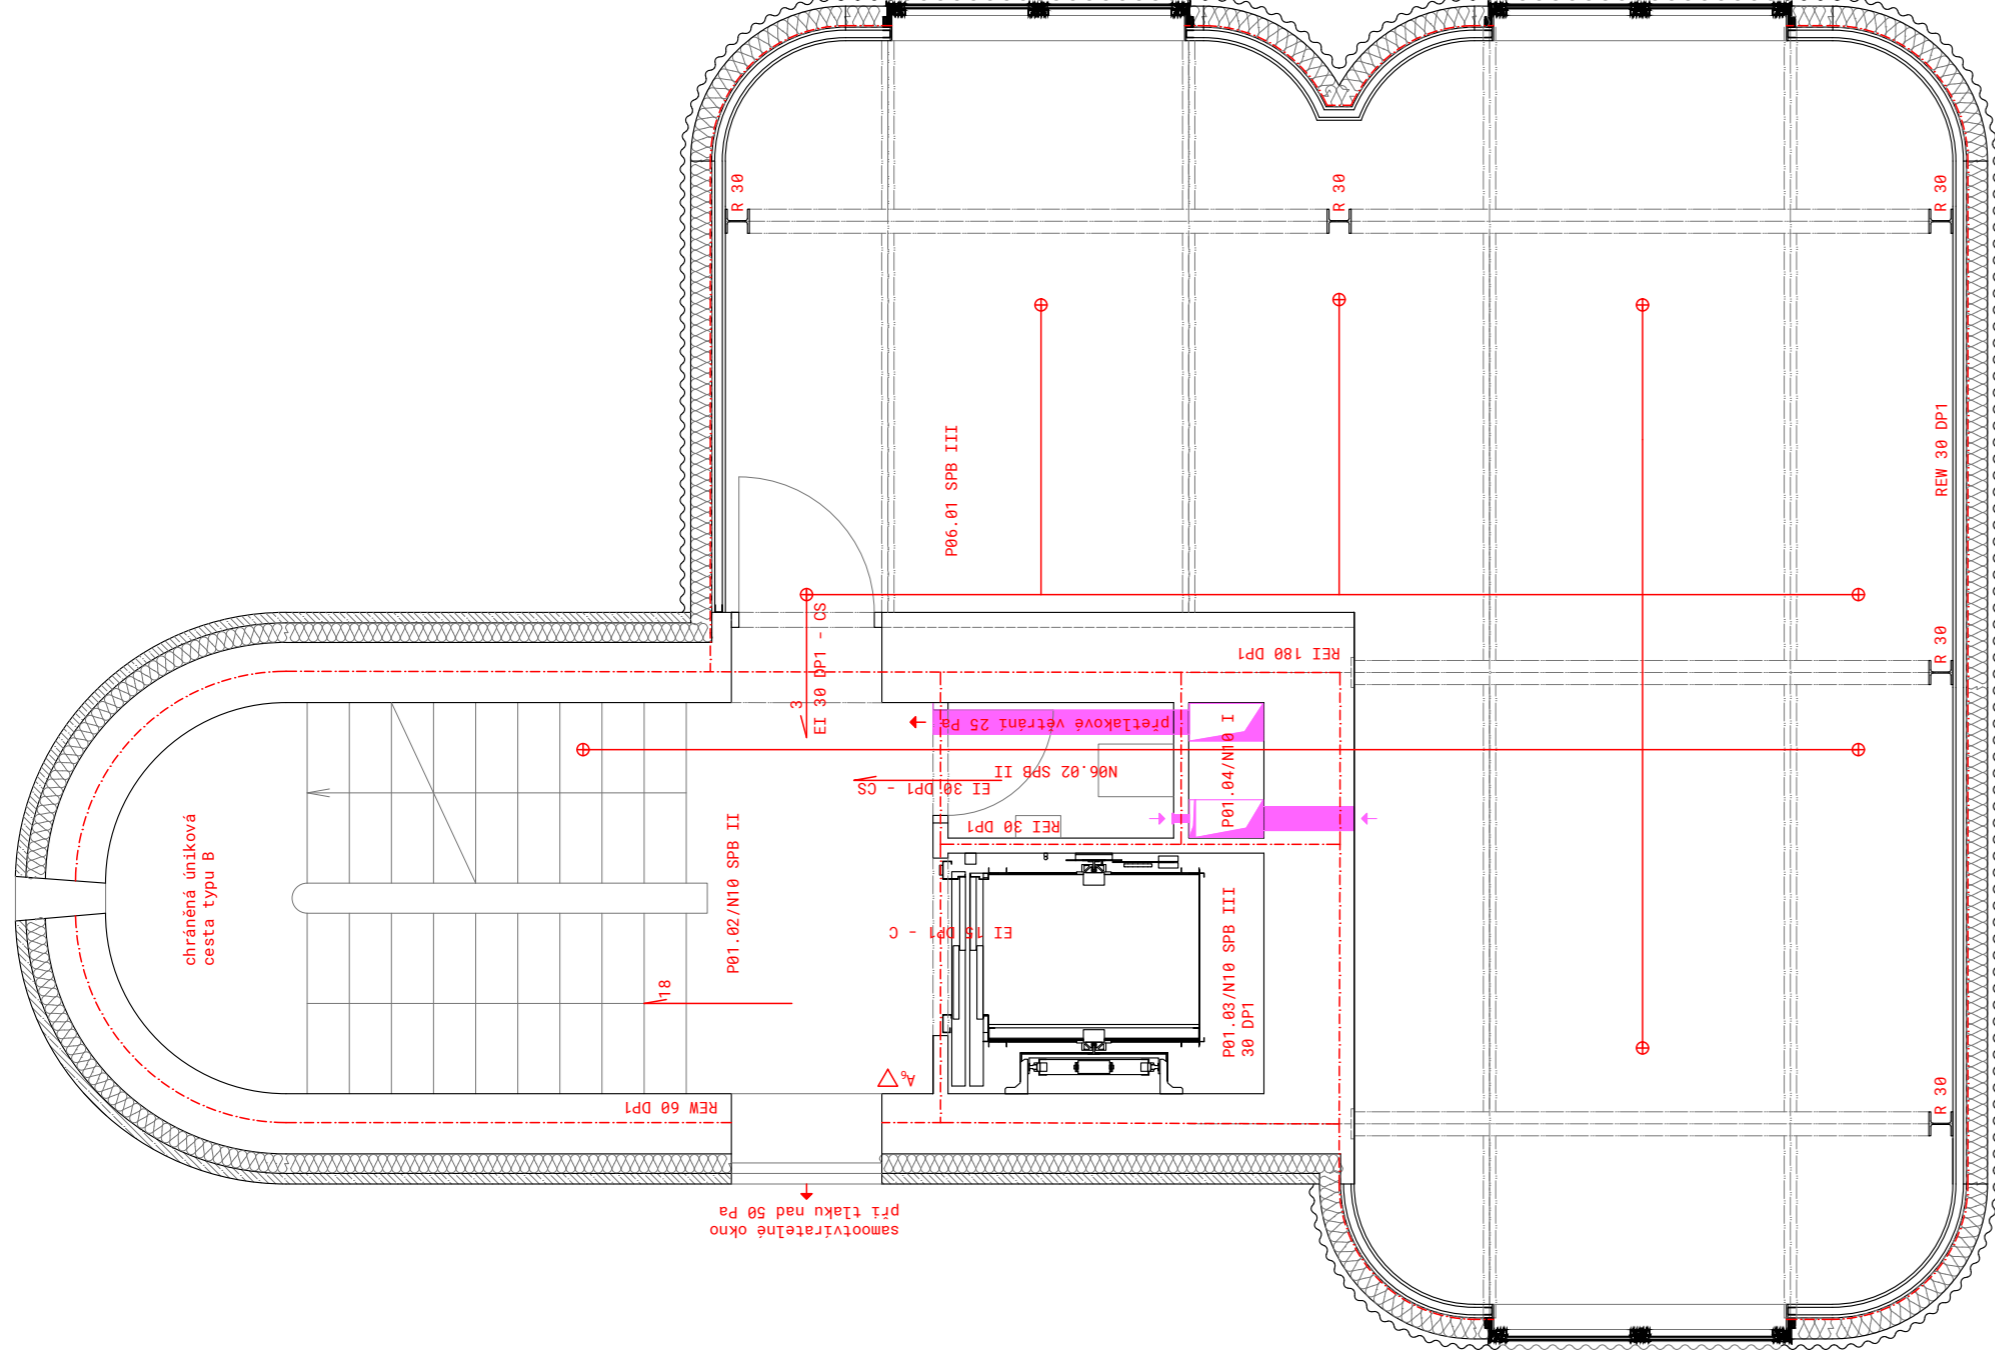 R 30
R 30
R 30
REW 30 DP1
P06.01 SPB III
EI 30 DP1 - CS
3
REI 180 DP1
R 30
přetlakové větrání 25 Pa
P01.04/N10 I
N06.02 SPB II
EI 30 DP1 - CS
REI 30 DP1
chráněná úniková
cesta typu B
P01.02/N10 SPB II
EI 15 DP1 - C
P01.03/N10 SPB III
30 DP1
18
A₆
REW 60 DP1
R 30
samootvíratelné okno
při tlaku nad 50 Pa
8